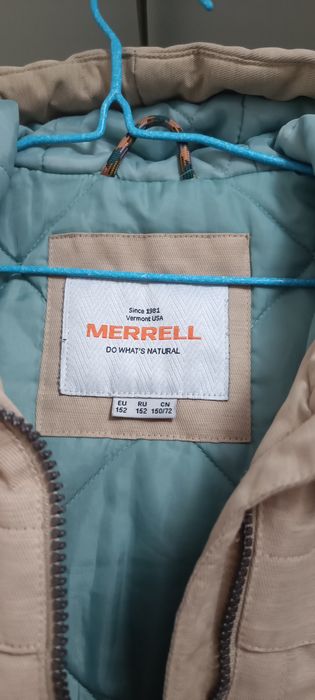 Since 1981
Vermont USA
MERRELL
DO WHAT'S NATURAL
EU RU CN
152 152 150/72